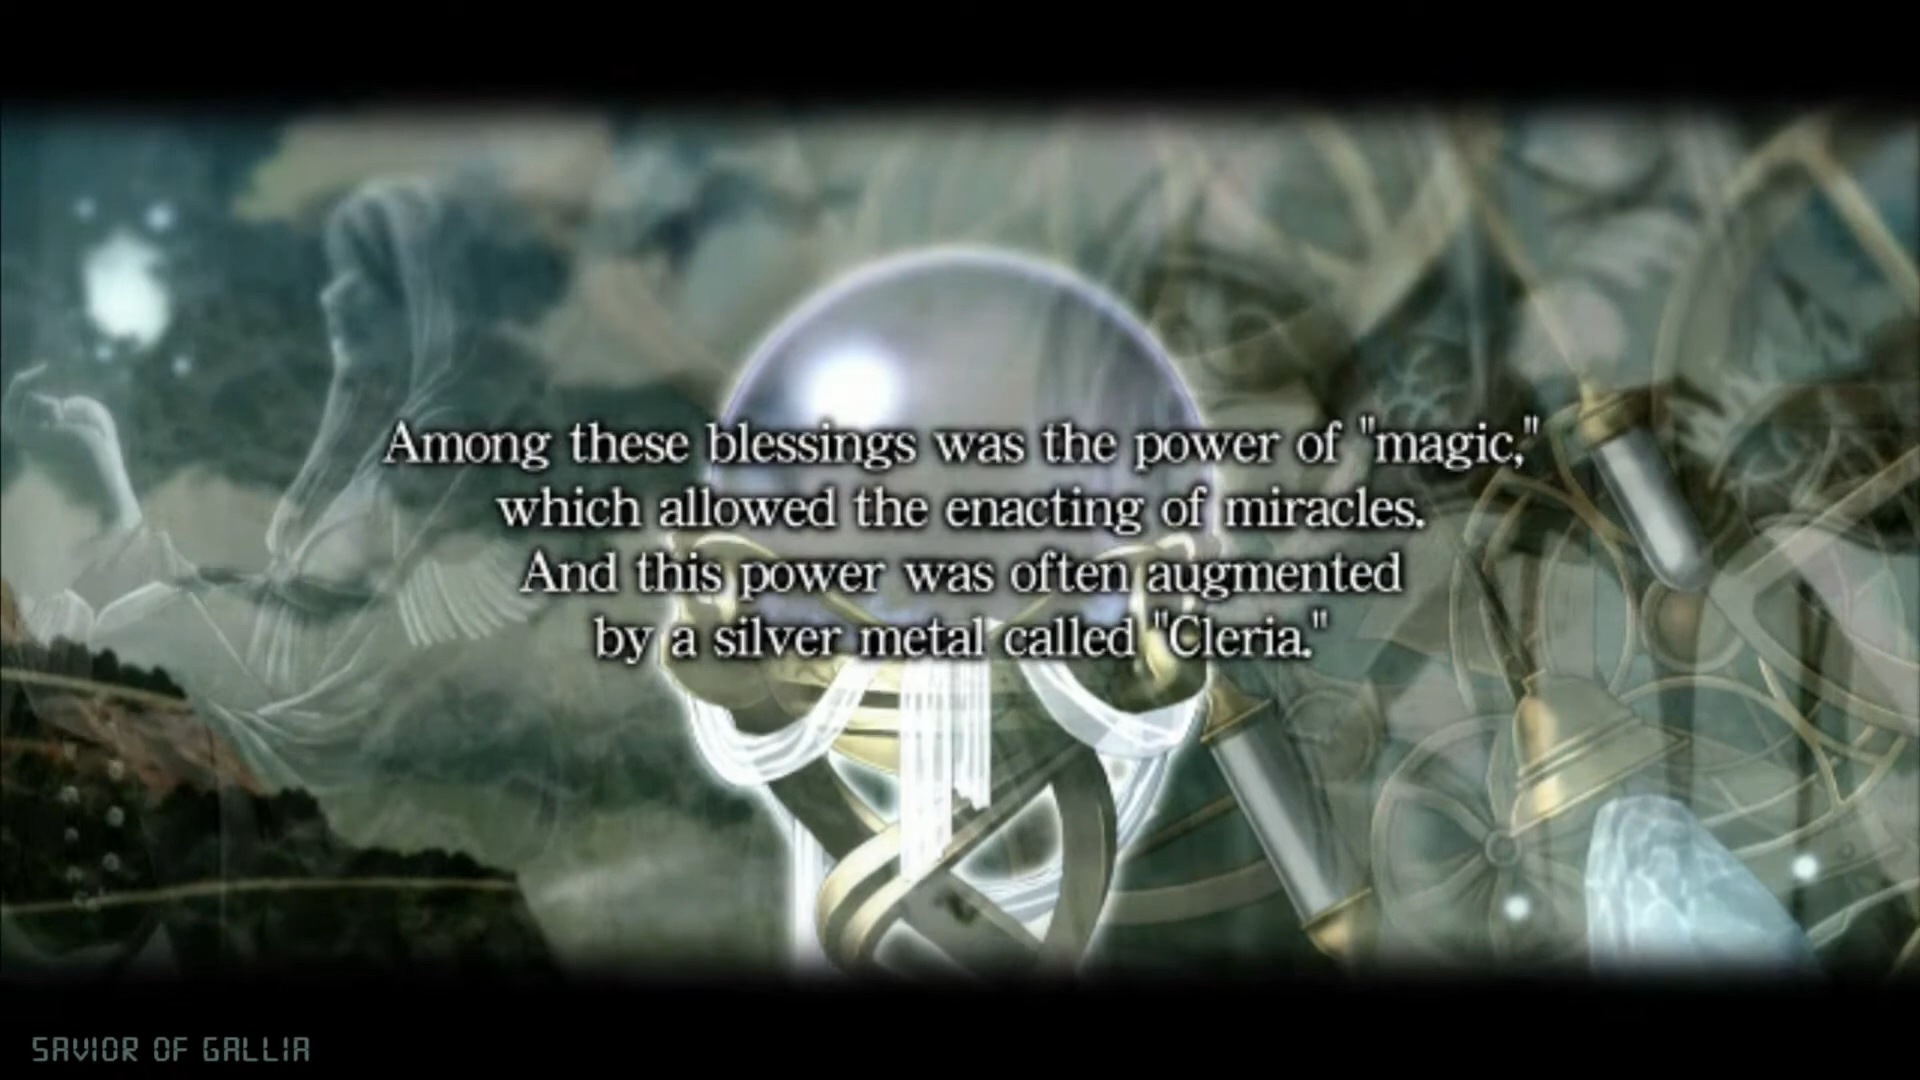 Among these blessings was the power of "magic,"
which allowed the enacting of miracles.
And this power was often augmented
by a silver metal called "Cleria."
SAVIOR OF GALLIA